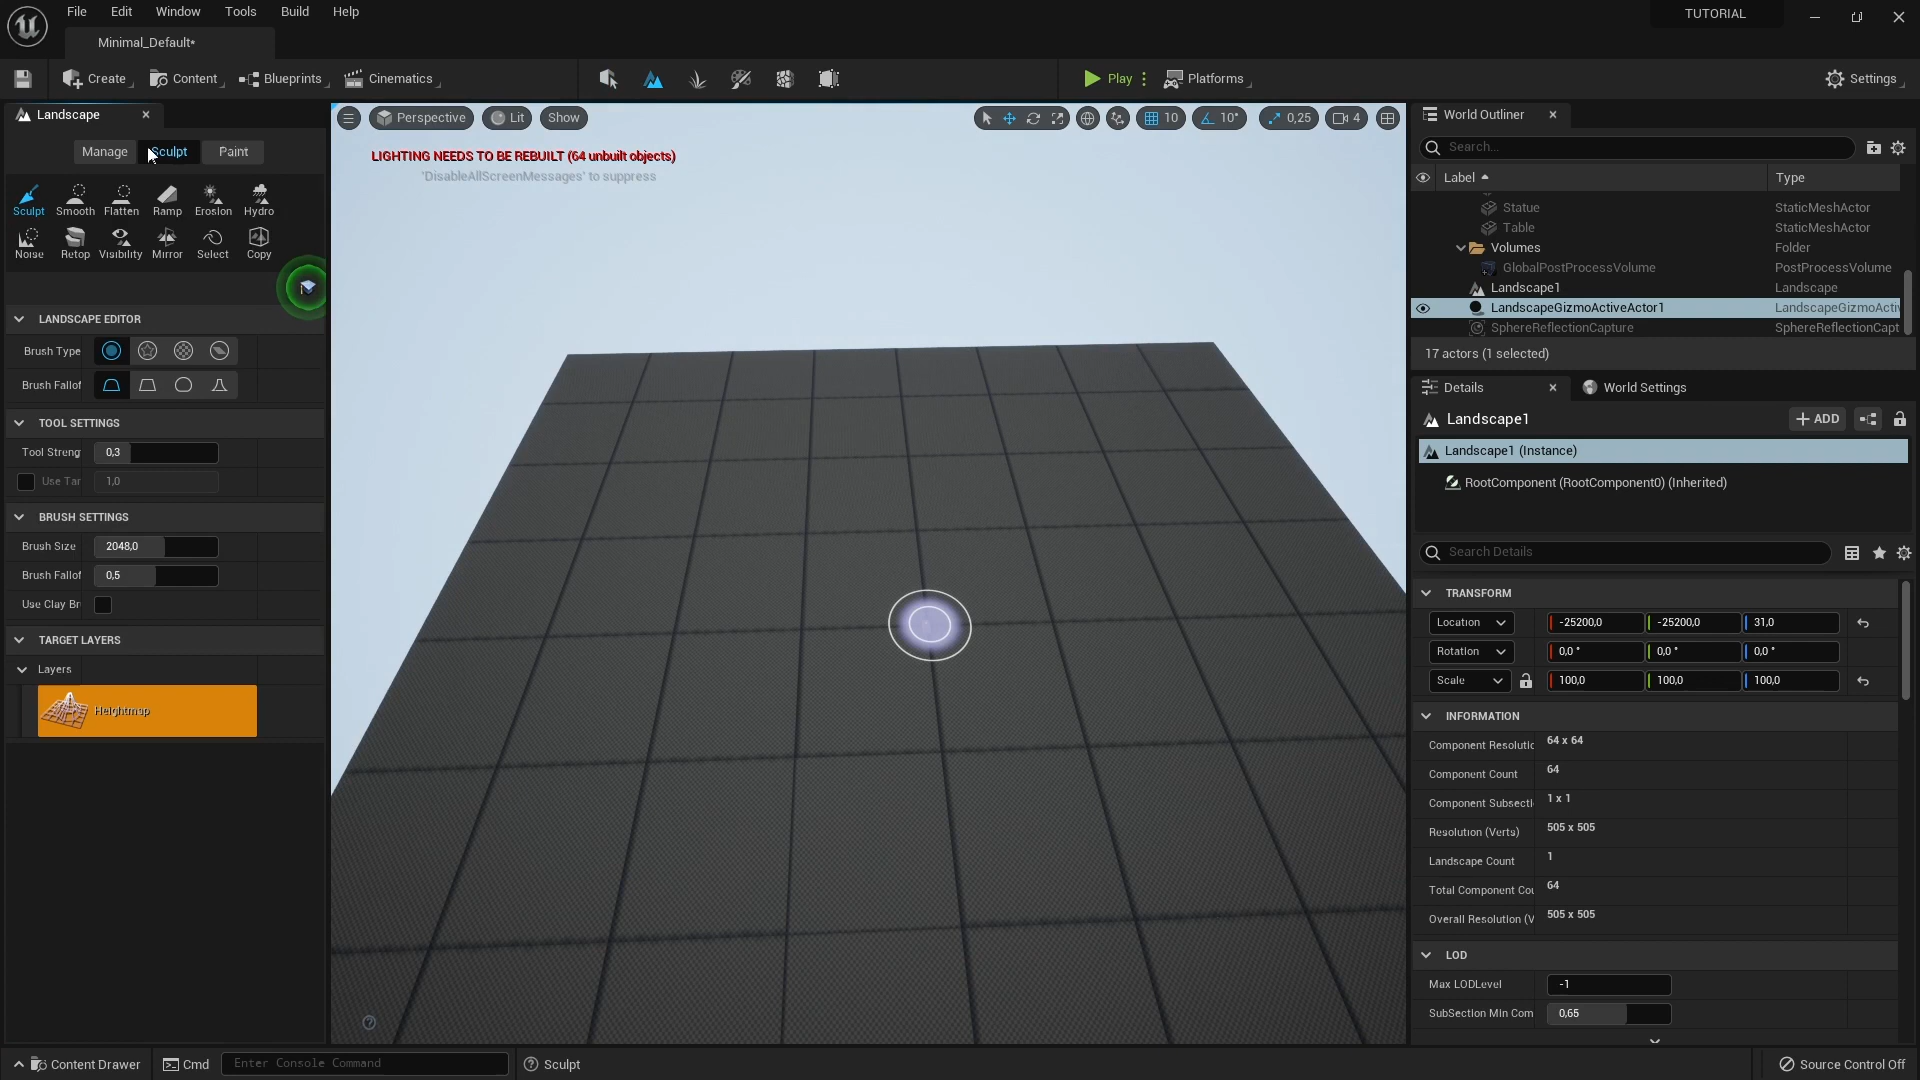 File Edit Window Tools Build Help
TUTORIAL
Minimal_Default*
Create Content Blueprints Cinematics Play Platforms Settings
Landscape
Manage Sculpt Paint
Sculpt Smooth Flatten Ramp Erosion Hydro
Noise Retop Visibility Mirror Select Copy
LANDSCAPE EDITOR
Brush Type
Brush Fallof
TOOL SETTINGS
Tool Streng 0,3
Use Tar 1,0
BRUSH SETTINGS
Brush Size 2048,0
Brush Fallof 0,5
Use Clay Br
TARGET LAYERS
Layers
Heightmap
Perspective Lit Show 10 10° 0,25 4
LIGHTING NEEDS TO BE REBUILT (64 unbuilt objects)
'DisableAllScreenMessages' to suppress
World Outliner
Search...
Label Type
Statue StaticMeshActor
Table StaticMeshActor
Volumes Folder
GlobalPostProcessVolume PostProcessVolume
Landscape1 Landscape
LandscapeGizmoActiveActor1 LandscapeGizmoActiv
SphereReflectionCapture SphereReflectionCapt
17 actors (1 selected)
Details World Settings
Landscape1 + ADD
Landscape1 (Instance)
RootComponent (RootComponent0) (Inherited)
Search Details
TRANSFORM
Location -25200,0 -25200,0 31,0
Rotation 0,0 ° 0,0 ° 0,0 °
Scale 100,0 100,0 100,0
INFORMATION
Component Resolutic 64 x 64
Component Count 64
Component Subsecti 1 x 1
Resolution (Verts) 505 x 505
Landscape Count 1
Total Component Cou 64
Overall Resolution (V 505 x 505
LOD
Max LODLevel -1
SubSection Min Com 0,65
Content Drawer Cmd Enter Console Command Sculpt Source Control Off